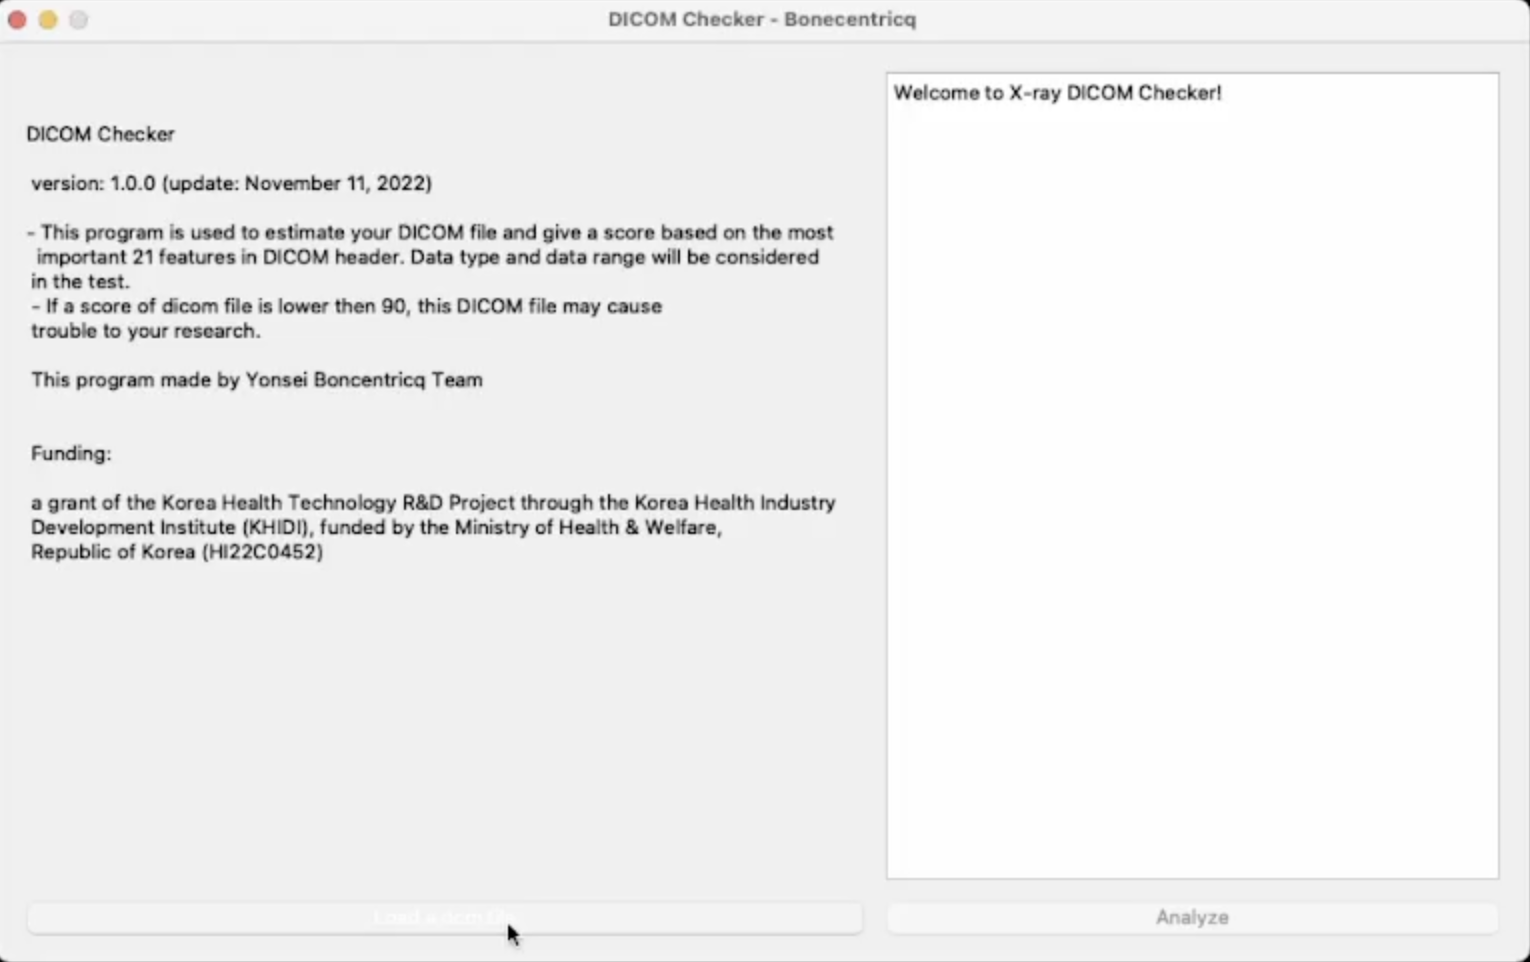 DICOM Checker - Bonecentricq
DICOM Checker
version: 1.0.0 (update: November 11, 2022)
- This program is used to estimate your DICOM file and give a score based on the most
important 21 features in DICOM header. Data type and data range will be considered
in the test.
- If a score of dicom file is lower then 90, this DICOM file may cause
trouble to your research.
This program made by Yonsei Boncentricq Team
Funding:
a grant of the Korea Health Technology R&D Project through the Korea Health Industry
Development Institute (KHIDI), funded by the Ministry of Health & Welfare,
Republic of Korea (HI22C0452)
Welcome to X-ray DICOM Checker!
Load a dcm file
Analyze